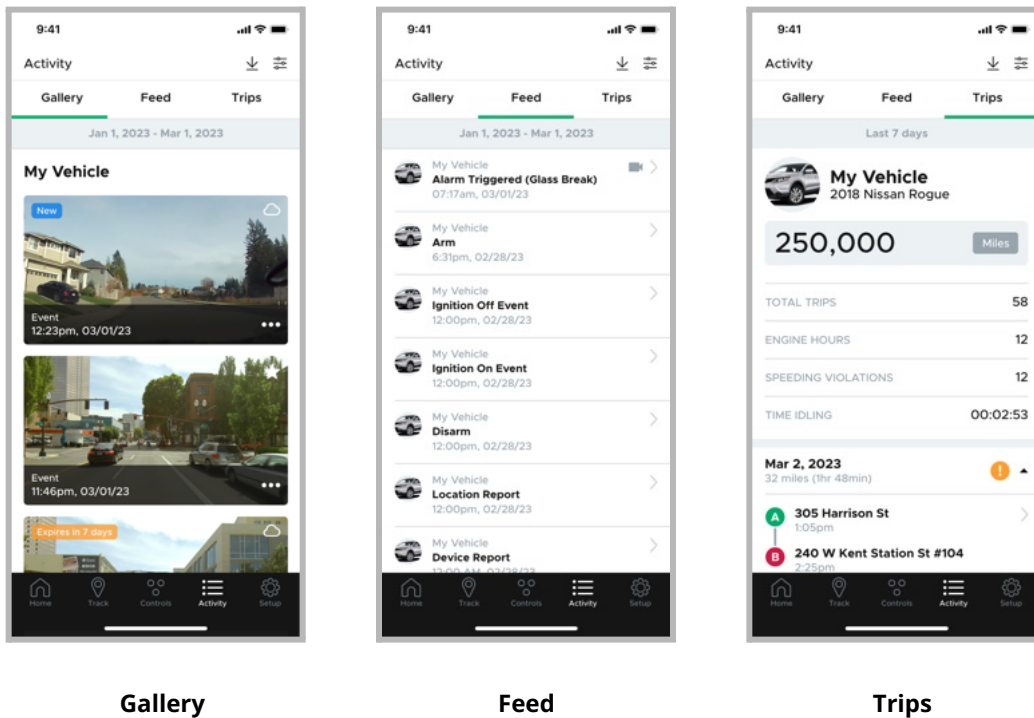 9:41
Activity
Gallery Feed Trips
Jan 1, 2023 - Mar 1, 2023
My Vehicle
New
Event
12:23pm, 03/01/23
Event
11:46pm, 03/01/23
Expires in 7 days
Home Track Controls Activity Setup
Gallery
9:41
Activity
Gallery Feed Trips
Jan 1, 2023 - Mar 1, 2023
My Vehicle
Alarm Triggered (Glass Break)
07:17am, 03/01/23
My Vehicle
Arm
6:31pm, 02/28/23
My Vehicle
Ignition Off Event
12:00pm, 02/28/23
My Vehicle
Ignition On Event
12:00pm, 02/28/23
My Vehicle
Disarm
12:00pm, 02/28/23
My Vehicle
Location Report
12:00pm, 02/28/23
My Vehicle
Device Report
12:00 AM, 02/28/23
Home Track Controls Activity Setup
Feed
9:41
Activity
Gallery Feed Trips
Last 7 days
My Vehicle
2018 Nissan Rogue
250,000 Miles
TOTAL TRIPS 58
ENGINE HOURS 12
SPEEDING VIOLATIONS 12
TIME IDLING 00:02:53
Mar 2, 2023
32 miles (1hr 48min)
A 305 Harrison St
1:05pm
B 240 W Kent Station St #104
2:25pm
Home Track Controls Activity Setup
Trips